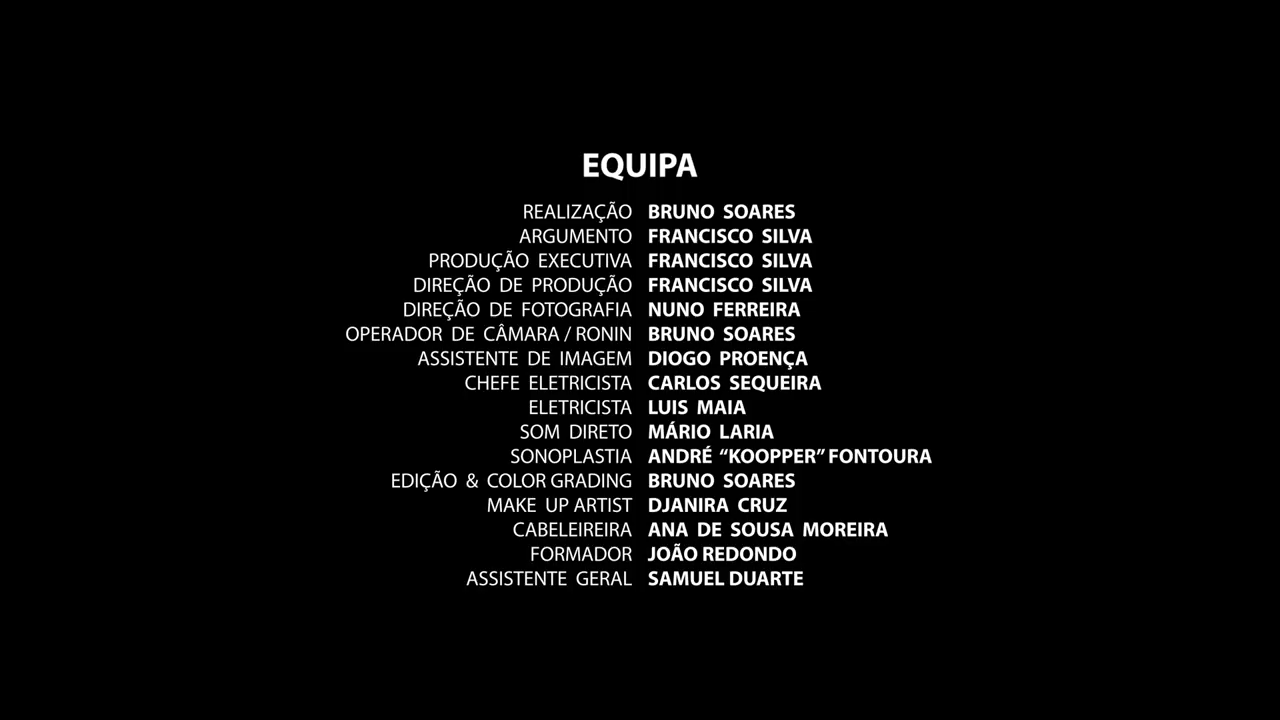 EQUIPA
REALIZAÇÃO BRUNO SOARES
ARGUMENTO FRANCISCO SILVA
PRODUÇÃO EXECUTIVA FRANCISCO SILVA
DIREÇÃO DE PRODUÇÃO FRANCISCO SILVA
DIREÇÃO DE FOTOGRAFIA NUNO FERREIRA
OPERADOR DE CÂMARA / RONIN BRUNO SOARES
ASSISTENTE DE IMAGEM DIOGO PROENÇA
CHEFE ELETRICISTA CARLOS SEQUEIRA
ELETRICISTA LUIS MAIA
SOM DIRETO MÁRIO LARIA
SONOPLASTIA ANDRÉ “KOOPPER” FONTOURA
EDIÇÃO & COLOR GRADING BRUNO SOARES
MAKE UP ARTIST DJANIRA CRUZ
CABELEIREIRA ANA DE SOUSA MOREIRA
FORMADOR JOÃO REDONDO
ASSISTENTE GERAL SAMUEL DUARTE